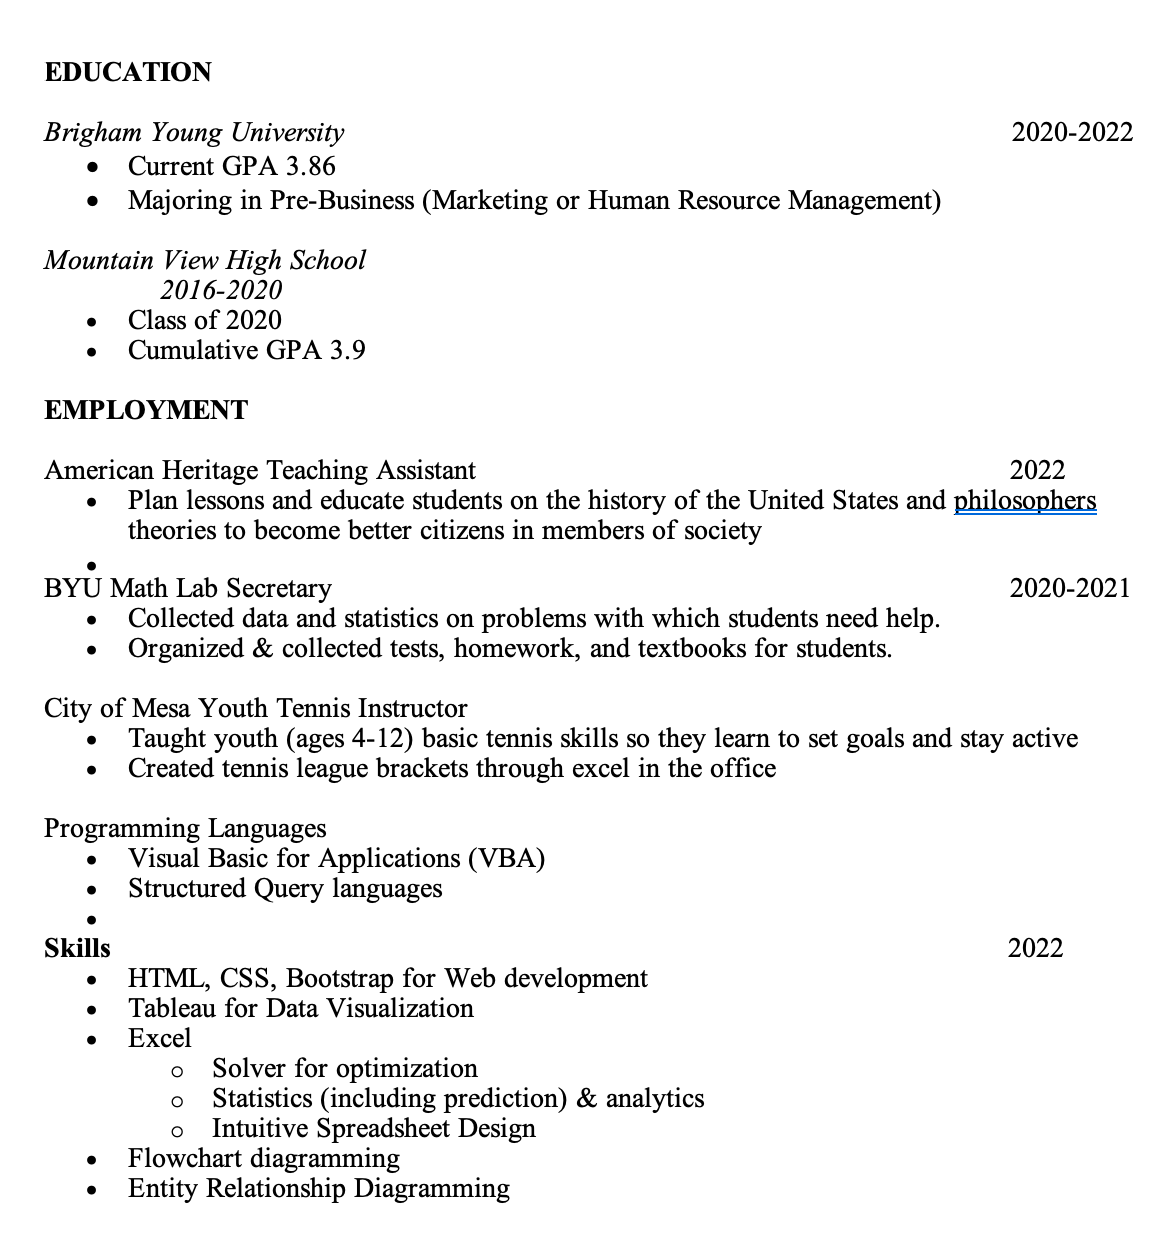 EDUCATION
Brigham Young University 2020-2022
• Current GPA 3.86
• Majoring in Pre-Business (Marketing or Human Resource Management)
Mountain View High School
2016-2020
• Class of 2020
• Cumulative GPA 3.9
EMPLOYMENT
American Heritage Teaching Assistant 2022
• Plan lessons and educate students on the history of the United States and philosophers
theories to become better citizens in members of society
•
BYU Math Lab Secretary 2020-2021
• Collected data and statistics on problems with which students need help.
• Organized & collected tests, homework, and textbooks for students.
City of Mesa Youth Tennis Instructor
• Taught youth (ages 4-12) basic tennis skills so they learn to set goals and stay active
• Created tennis league brackets through excel in the office
Programming Languages
• Visual Basic for Applications (VBA)
• Structured Query languages
•
Skills 2022
• HTML, CSS, Bootstrap for Web development
• Tableau for Data Visualization
• Excel
o Solver for optimization
o Statistics (including prediction) & analytics
o Intuitive Spreadsheet Design
• Flowchart diagramming
• Entity Relationship Diagramming